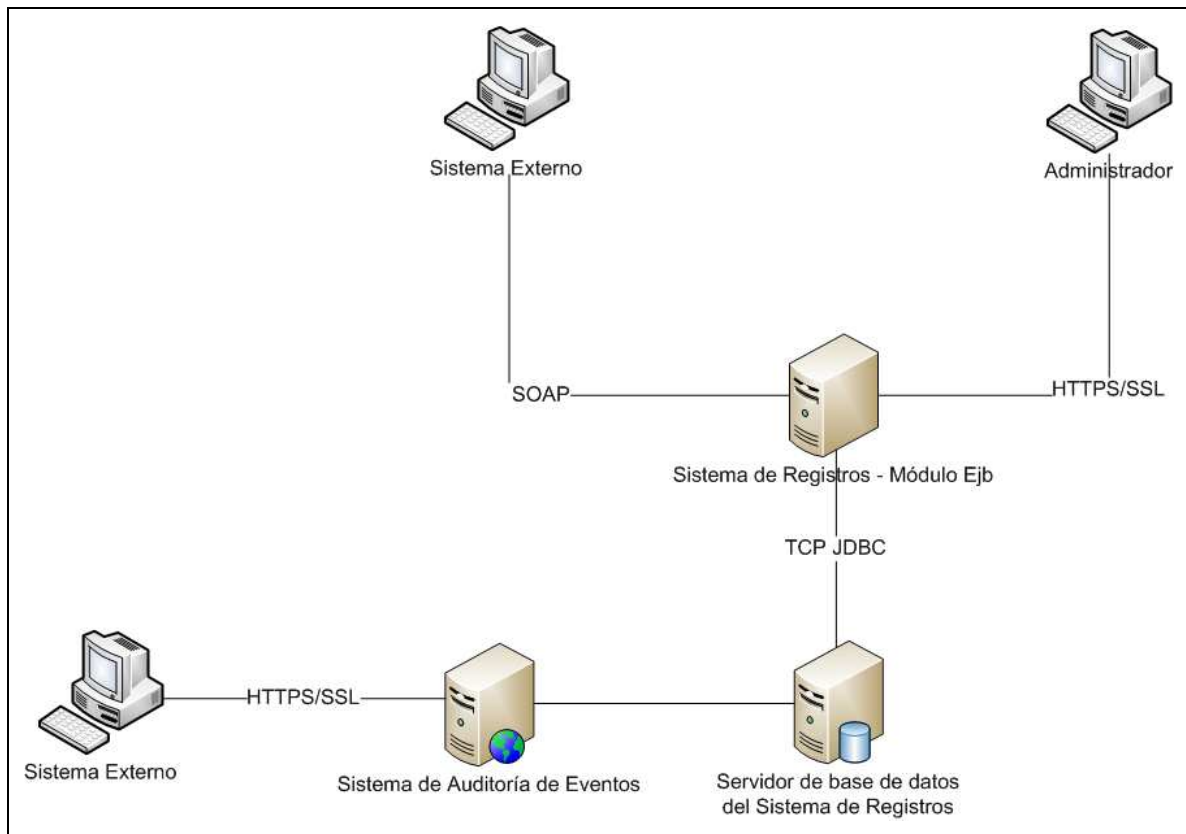 Sistema Externo
Administrador
SOAP
HTTPS/SSL
Sistema de Registros - Módulo Ejb
TCP JDBC
HTTPS/SSL
Sistema Externo
Sistema de Auditoría de Eventos
Servidor de base de datos
del Sistema de Registros